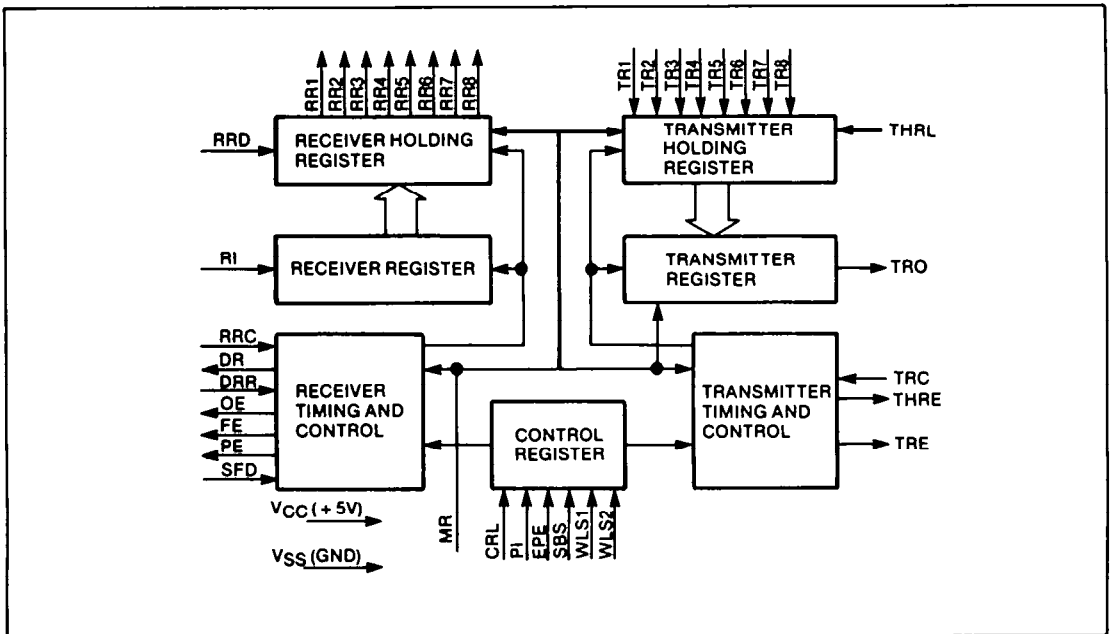 RR1
RR2
RR3
RR4
RR5
RR6
RR7
RR8
TR1
TR2
TR3
TR4
TR5
TR6
TR7
TR8
RRD
RECEIVER HOLDING
REGISTER
TRANSMITTER
HOLDING
REGISTER
THRL
RI
RECEIVER REGISTER
TRANSMITTER
REGISTER
TRO
RRC
DR
DRR
OE
FE
PE
SFD
RECEIVER
TIMING AND
CONTROL
CONTROL
REGISTER
TRANSMITTER
TIMING AND
CONTROL
TRC
THRE
TRE
VCC (+ 5V)
VSS (GND)
MR
CRL
PI
EPE
SBS
WLS1
WLS2